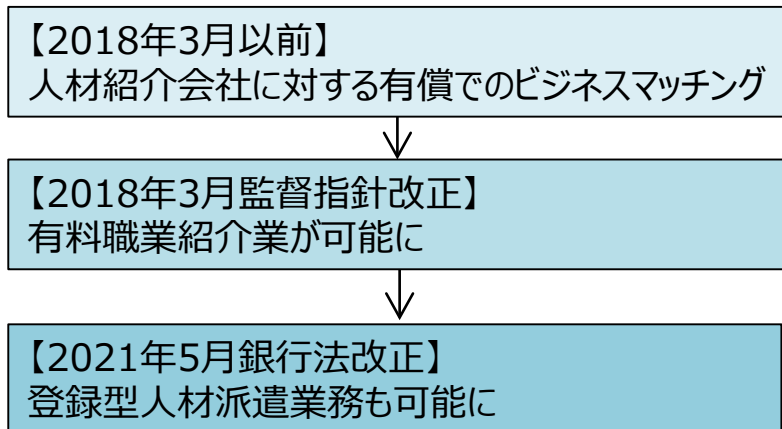 【2018年3月以前】
人材紹介会社に対する有償でのビジネスマッチング
【2018年3月監督指針改正】
有料職業紹介業が可能に
【2021年5月銀行法改正】
登録型人材派遣業務も可能に